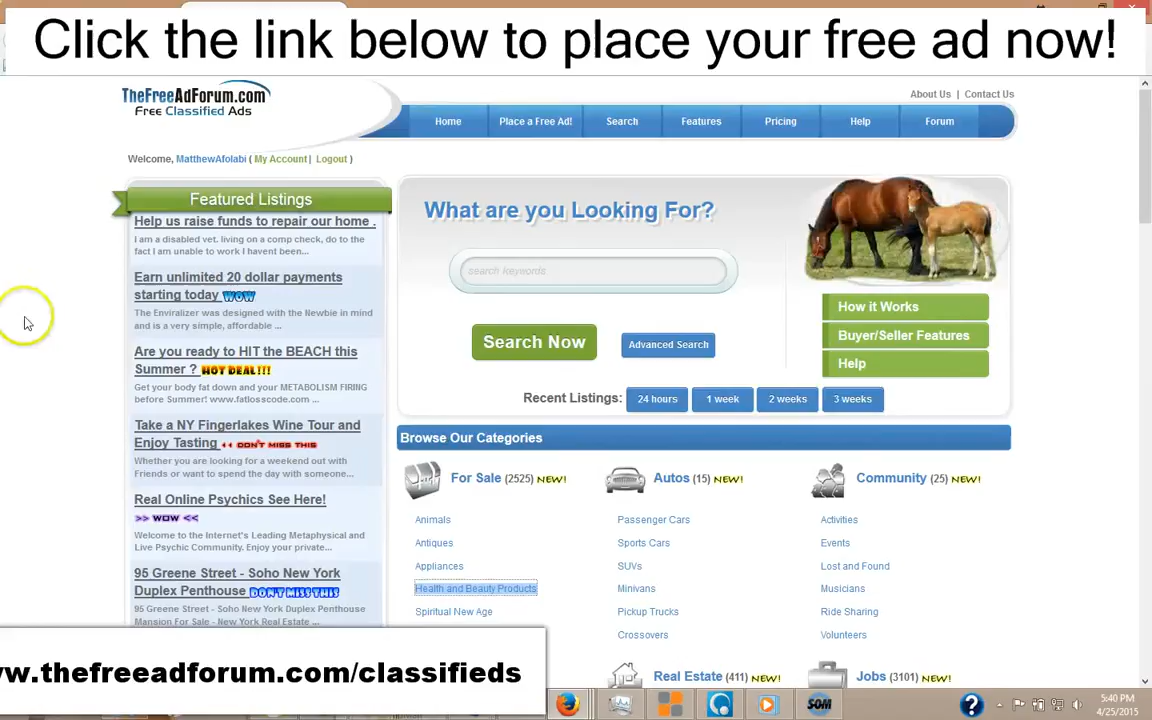 Click the link below to place your free ad now!
TheFreeAdForum.com
Free Classified Ads
About Us | Contact Us
Home
Place a Free Ad!
Search
Features
Pricing
Help
Forum
Welcome, MatthewAfolabi ( My Account | Logout )
Featured Listings
Help us raise funds to repair our home .
I am a disabled vet. living on a comp check, do to the
fact I am unable to work I havent been...
Earn unlimited 20 dollar payments
starting today WOW
The Enviralizer was designed with the Newbie in mind
and is a very simple, affordable ...
Are you ready to HIT the BEACH this
Summer ? HOT DEAL!!!
Get your body fat down and your METABOLISM FIRING
before Summer! www.fatlosscode.com ...
Take a NY Fingerlakes Wine Tour and
Enjoy Tasting DON'T MISS THIS
Whether you are looking for a weekend out with
Friends or want to spend the day with someone...
Real Online Psychics See Here!
>> WOW <<
Welcome to the Internet's Leading Metaphysical and
Live Psychic Community. Enjoy your private...
95 Greene Street - Soho New York
Duplex Penthouse DON'T MISS THIS
95 Greene Street - Soho New York Duplex Penthouse
Mansion For Sale - New York Real Estate ...
What are you Looking For?
search keywords
Search Now
Advanced Search
How it Works
Buyer/Seller Features
Help
Recent Listings: 24 hours 1 week 2 weeks 3 weeks
Browse Our Categories
For Sale (2525) NEW!
Animals
Antiques
Appliances
Health and Beauty Products
Spiritual New Age
Autos (15) NEW!
Passenger Cars
Sports Cars
SUVs
Minivans
Pickup Trucks
Crossovers
Community (25) NEW!
Activities
Events
Lost and Found
Musicians
Ride Sharing
Volunteers
Real Estate (411) NEW!
Jobs (3101) NEW!
w.thefreeadforum.com/classifieds
SOM
5:40 PM
4/25/2015